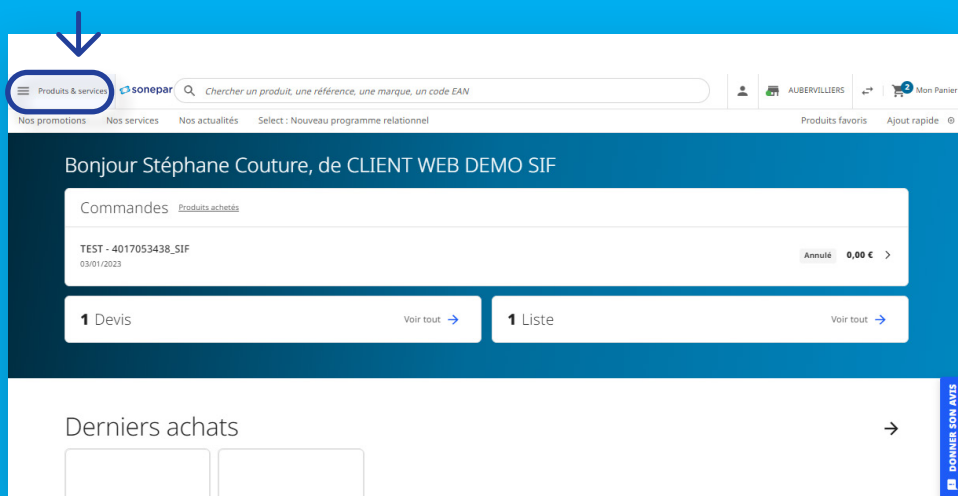 Produits & services
sonepar
Chercher un produit, une référence, une marque, un code EAN
AUBERVILLIERS
2
Mon Panier
Nos promotions
Nos services
Nos actualités
Select : Nouveau programme relationnel
Produits favoris
Ajout rapide
Bonjour Stéphane Couture, de CLIENT WEB DEMO SIF
Commandes
Produits achetés
TEST - 4017053438_SIF
03/01/2023
Annulé
0,00 €
1 Devis
Voir tout
1 Liste
Voir tout
Derniers achats
DONNER SON AVIS